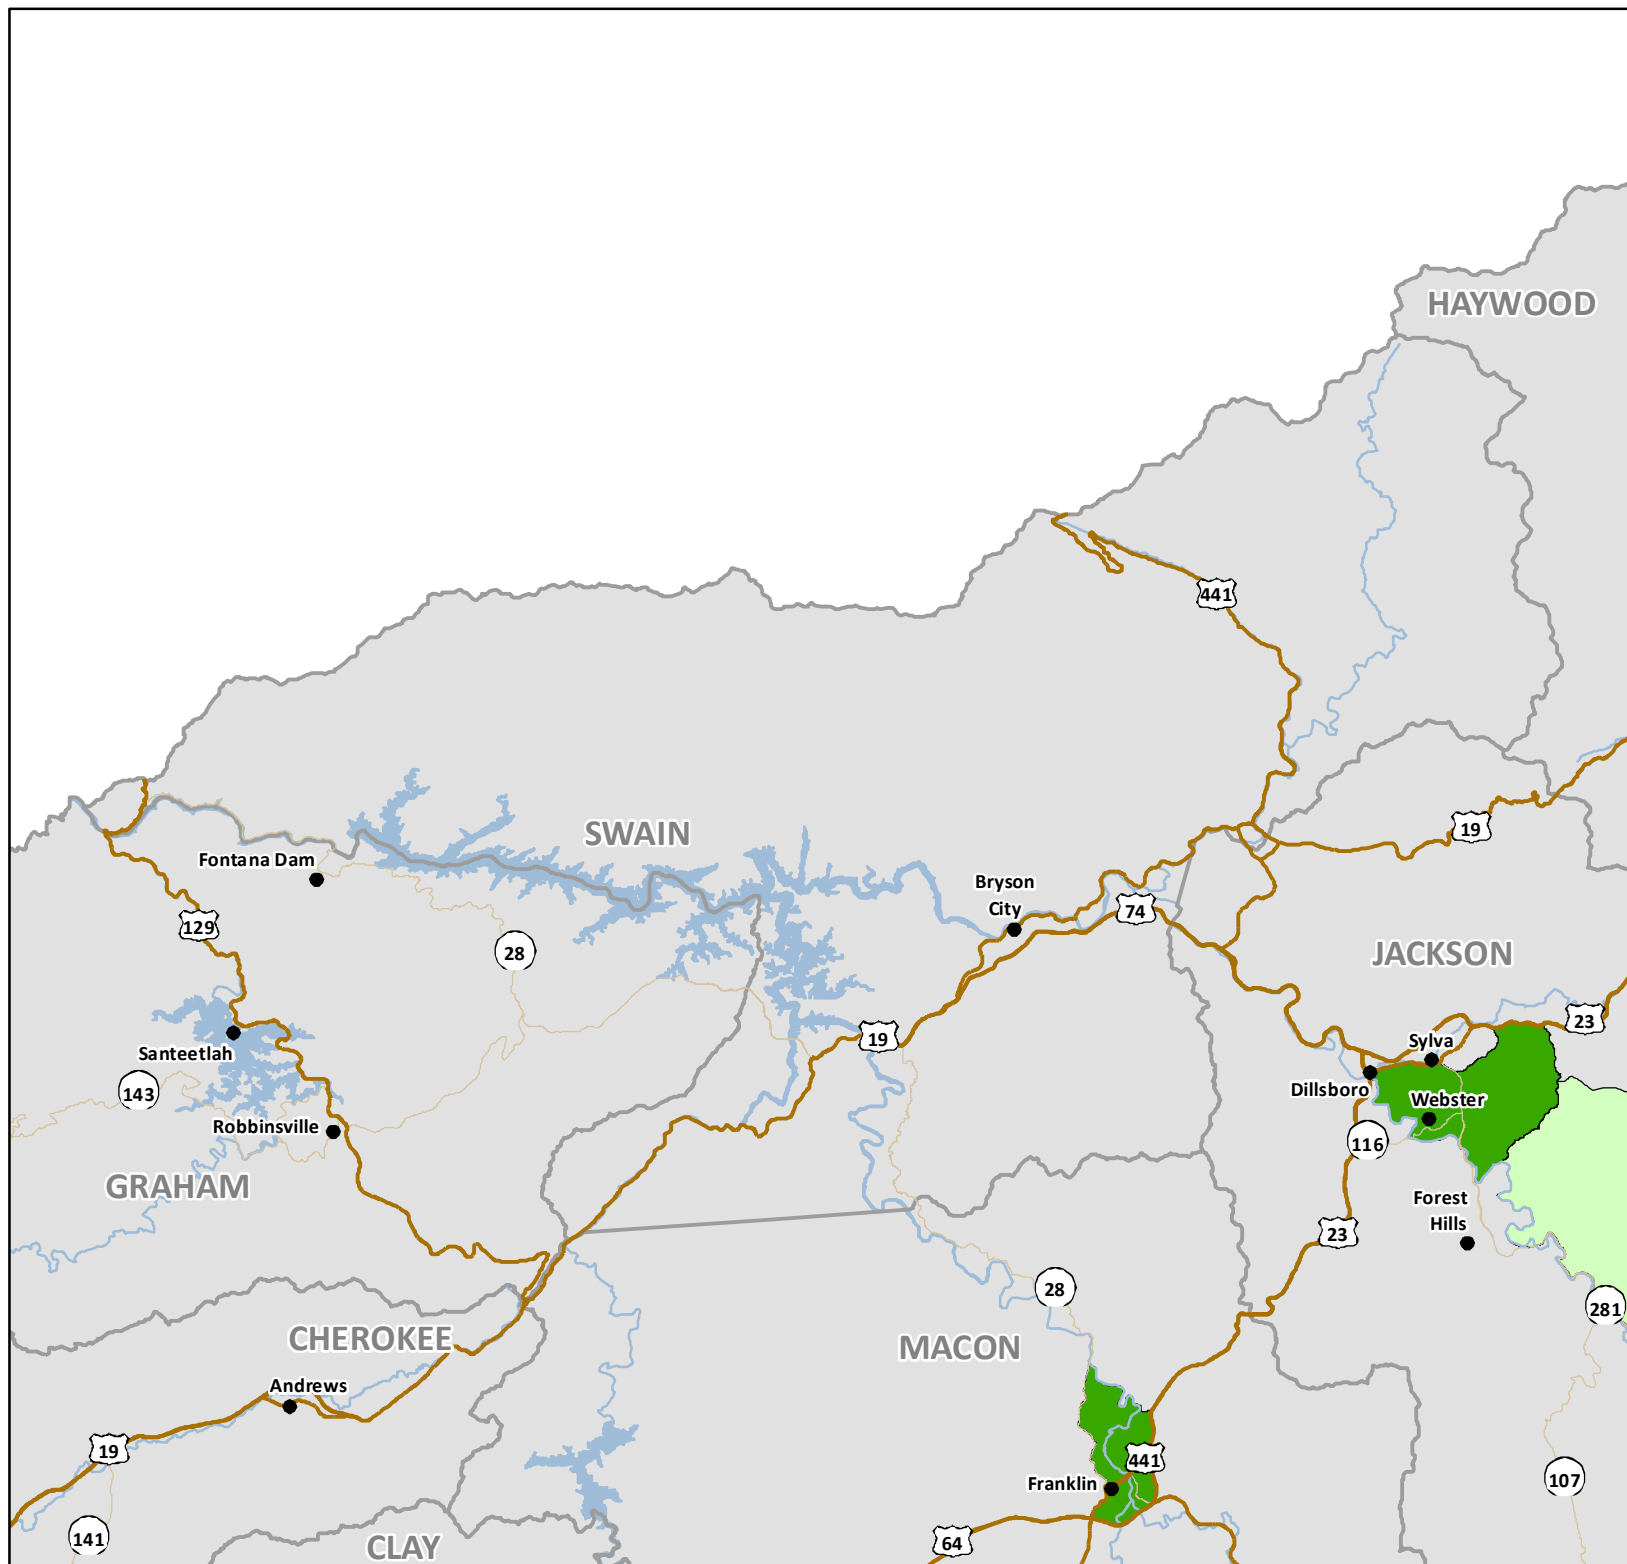 HAYWOOD
441
SWAIN
19
Fontana Dam
Bryson
City
74
129
28
JACKSON
23
19
Sylva
Santeetlah
Dillsboro
143
Webster
Robbinsville
116
GRAHAM
Forest
Hills
23
28
281
CHEROKEE
MACON
Andrews
19
441
Franklin
107
141
64
CLAY